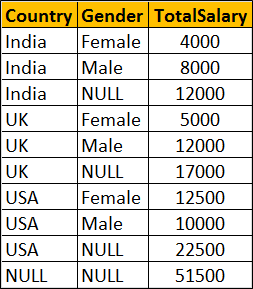 Country Gender TotalSalary
India Female 4000
India Male 8000
India NULL 12000
UK Female 5000
UK Male 12000
UK NULL 17000
USA Female 12500
USA Male 10000
USA NULL 22500
NULL NULL 51500